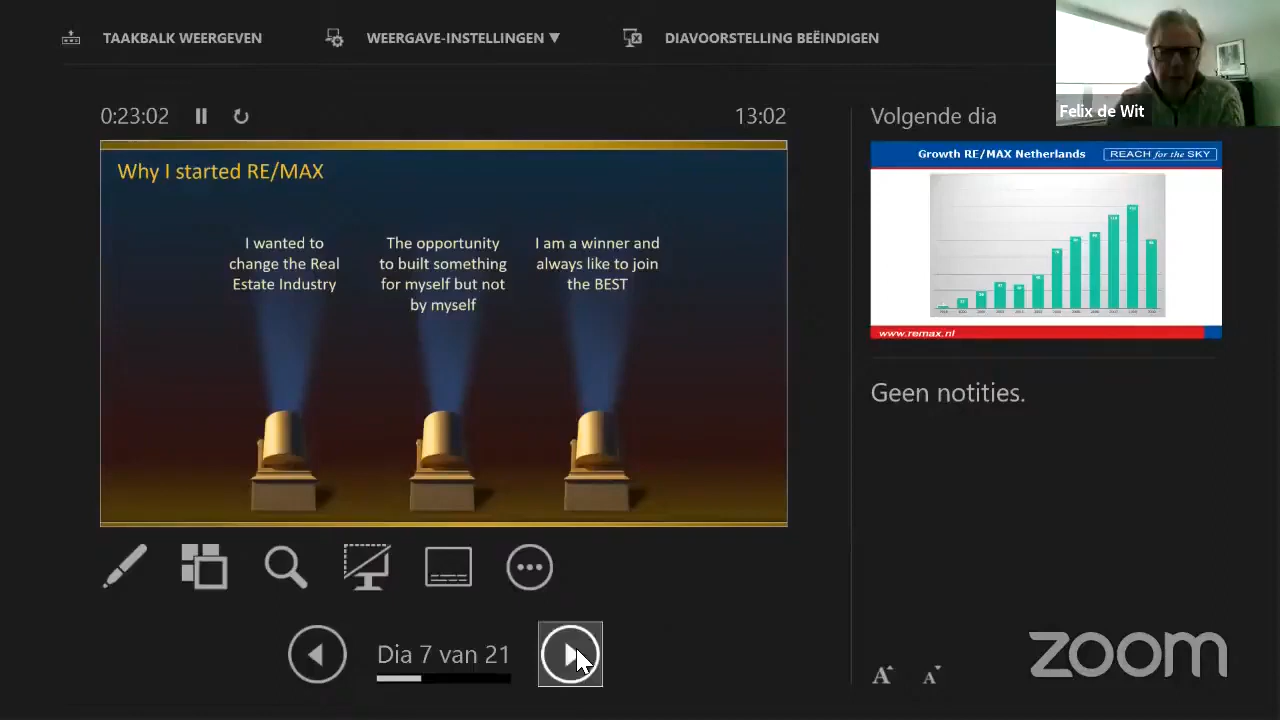 TAAKBALK WEERGEVEN
WEERGAVE-INSTELLINGEN ▼
DIAVOORSTELLING BEËINDIGEN
Felix de Wit
0:23:02
13:02
Volgende dia
Why I started RE/MAX
I wanted to
change the Real
Estate Industry
The opportunity
to built something
for myself but not
by myself
I am a winner and
always like to join
the BEST
Growth RE/MAX Netherlands
REACH for the SKY
www.remax.nl
Geen notities.
Dia 7 van 21
A
A
zoom